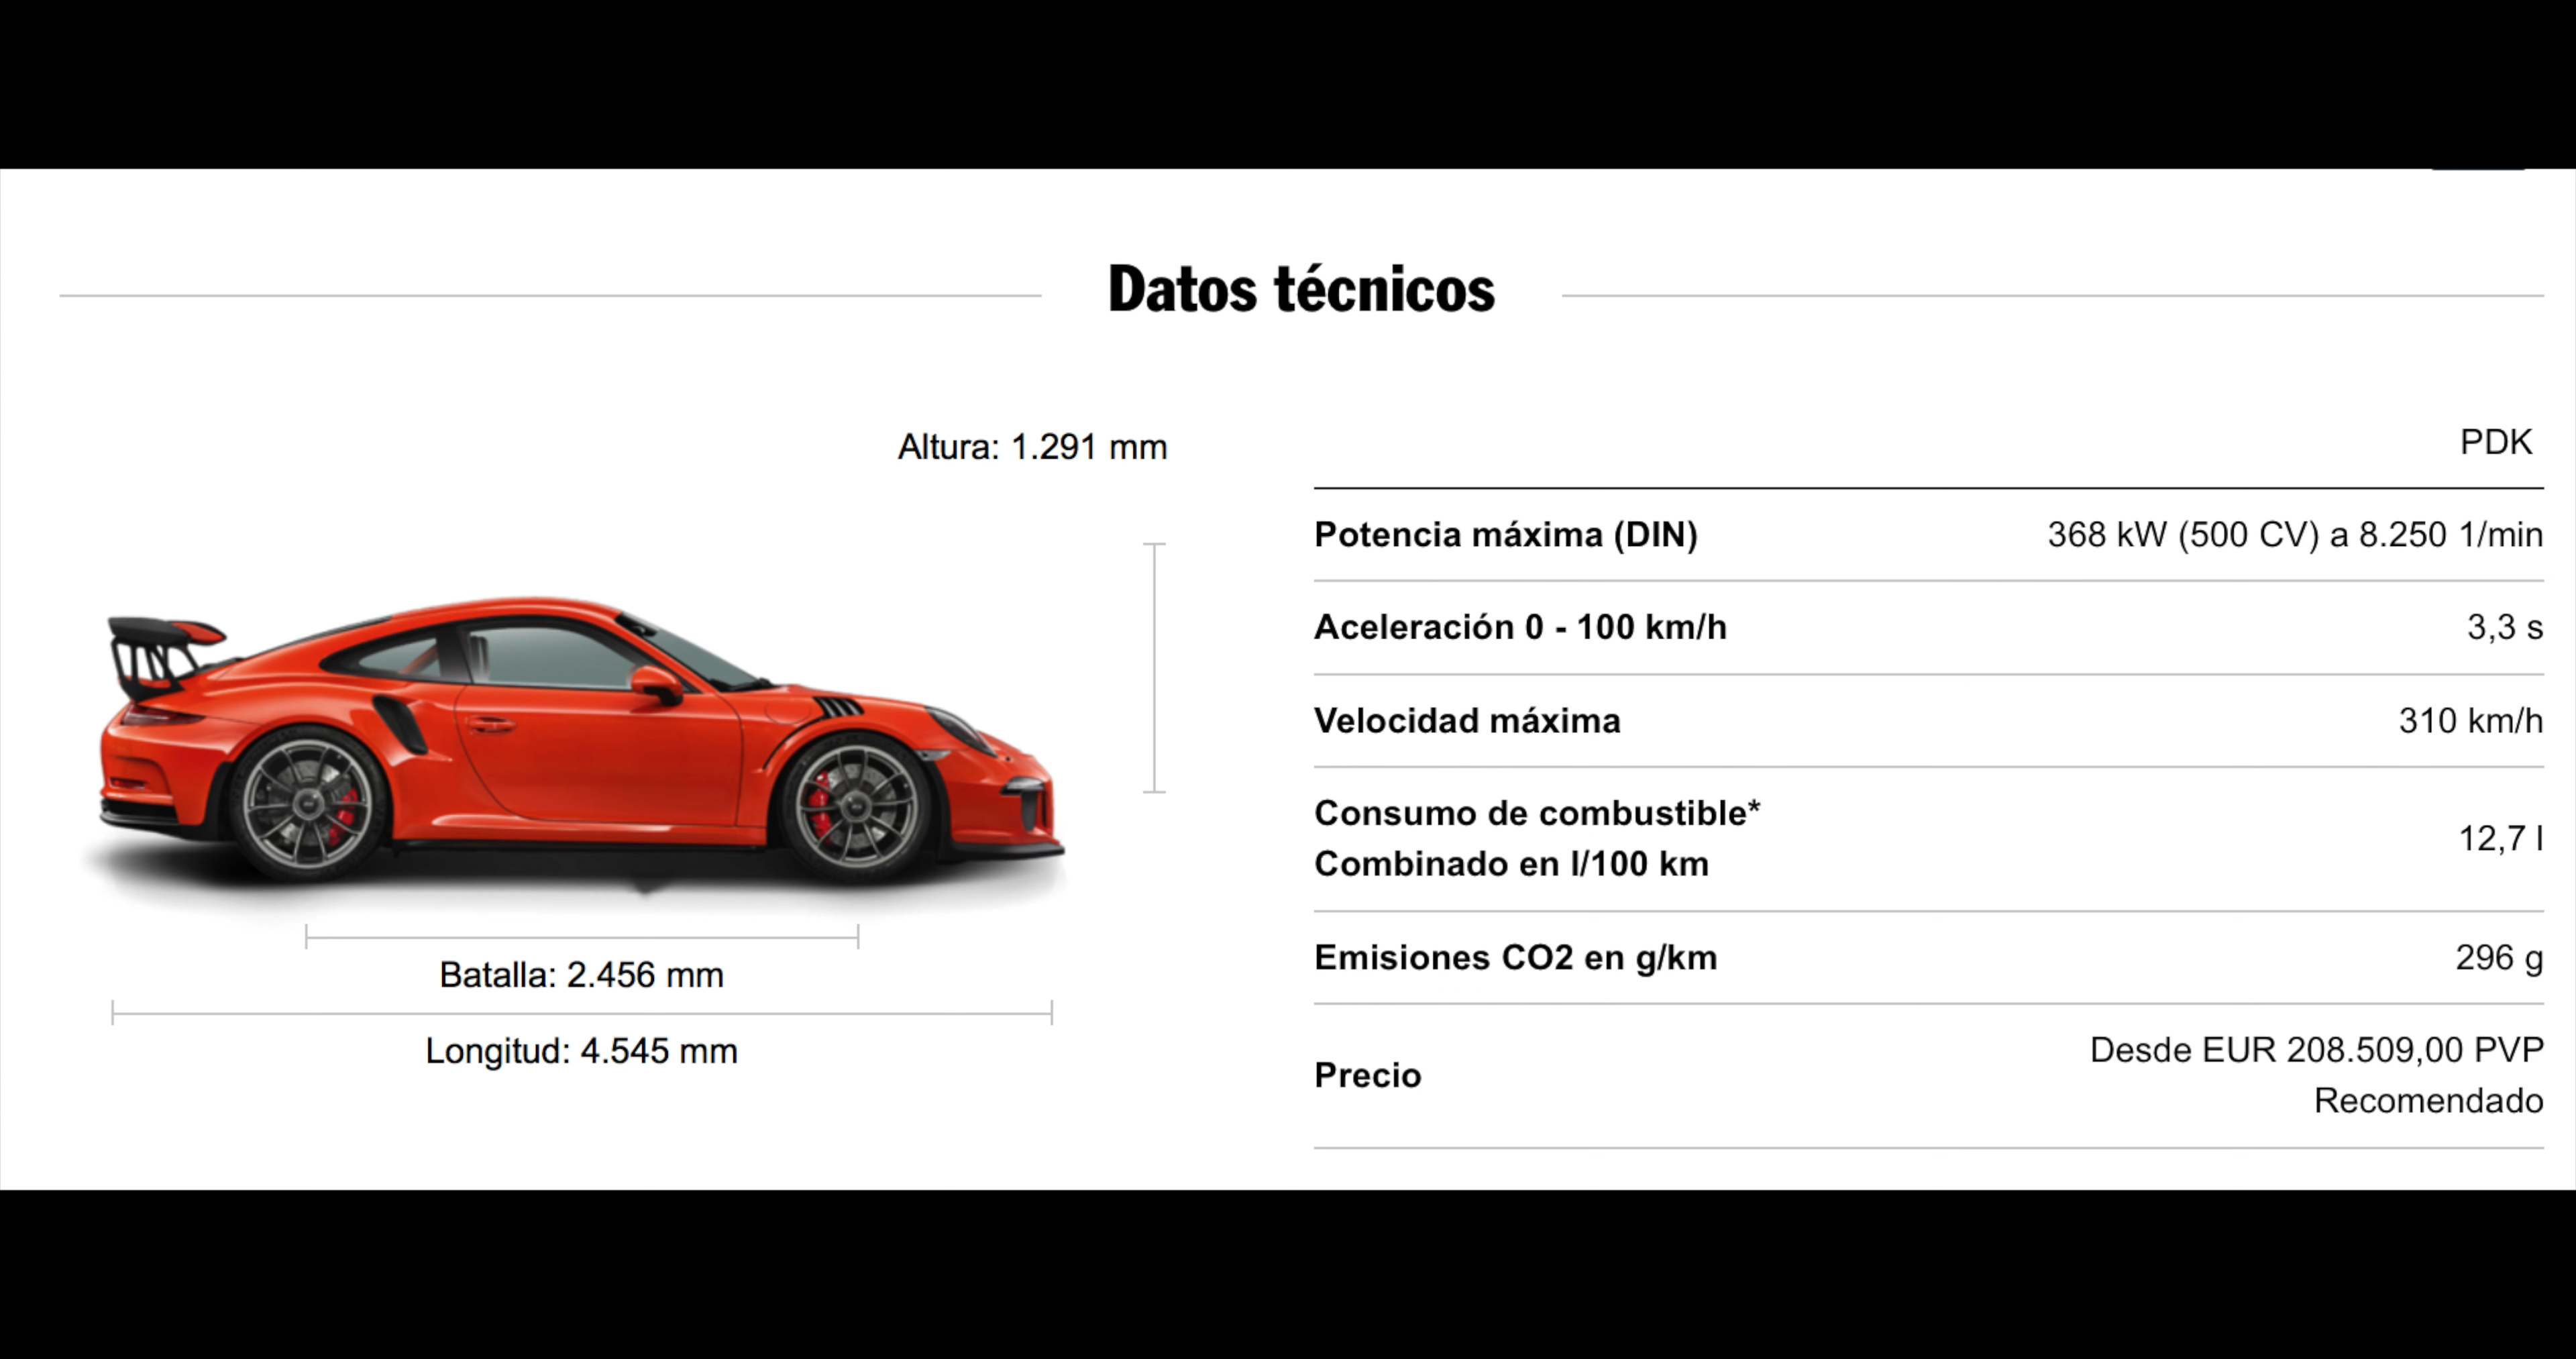 Datos técnicos
Altura: 1.291 mm
Batalla: 2.456 mm
Longitud: 4.545 mm
PDK
Potencia máxima (DIN) 368 kW (500 CV) a 8.250 1/min
Aceleración 0 - 100 km/h 3,3 s
Velocidad máxima 310 km/h
Consumo de combustible*
Combinado en l/100 km 12,7 l
Emisiones CO2 en g/km 296 g
Precio Desde EUR 208.509,00 PVP
Recomendado